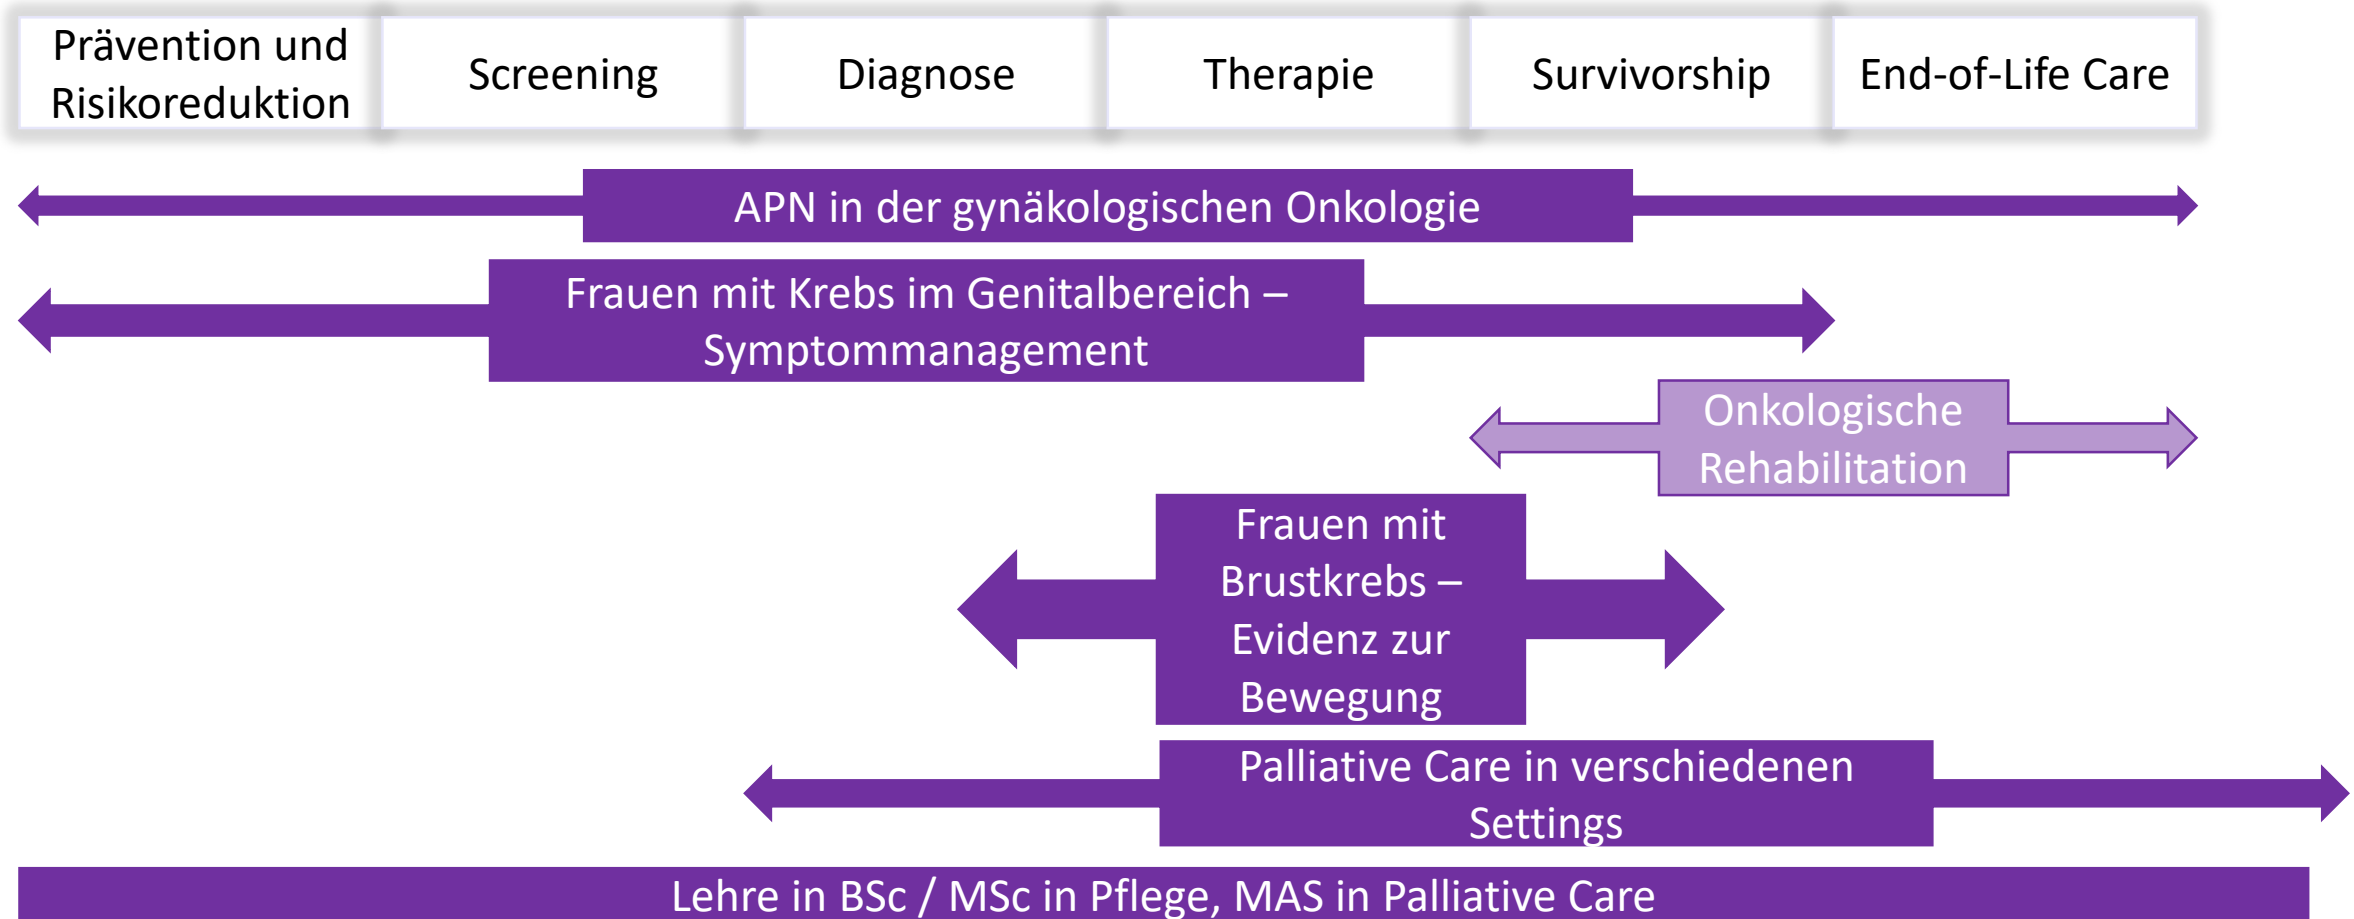 Prävention und
Risikoreduktion
Screening
Diagnose
Therapie
Survivorship
End-of-Life Care
APN in der gynäkologischen Onkologie
Frauen mit Krebs im Genitalbereich –
Symptommanagement
Onkologische
Rehabilitation
Frauen mit
Brustkrebs –
Evidenz zur
Bewegung
Palliative Care in verschiedenen
Settings
Lehre in BSc / MSc in Pflege, MAS in Palliative Care